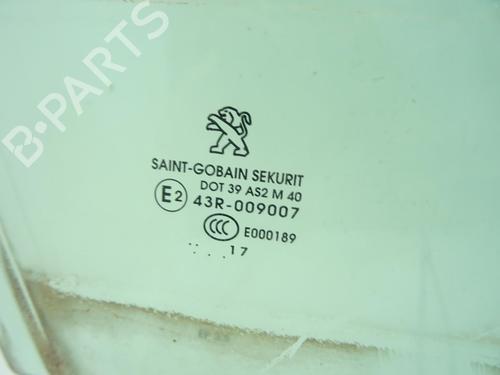 B-PARTS
SAINT-GOBAIN SEKURIT
DOT 39 AS2 M 40
E2 43R-009007
CCC E000189
.. . .. 17